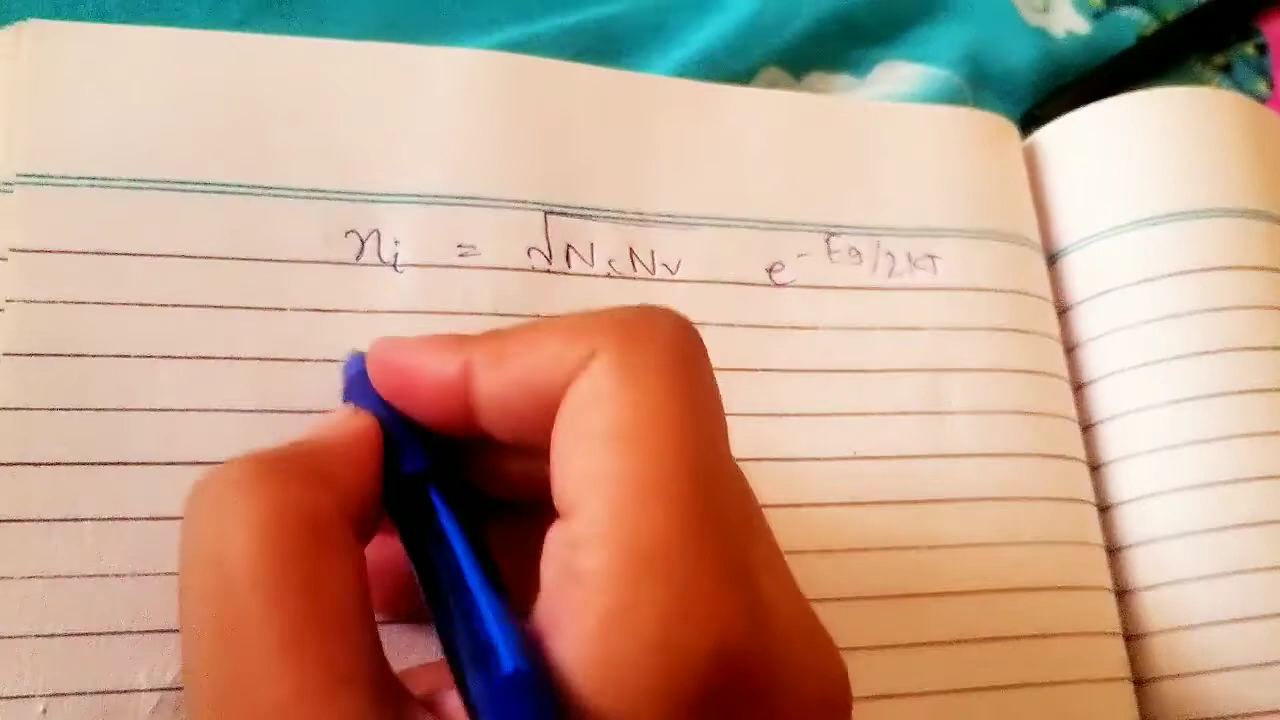 nᵢ = √NcNv e^-Eg/2KT